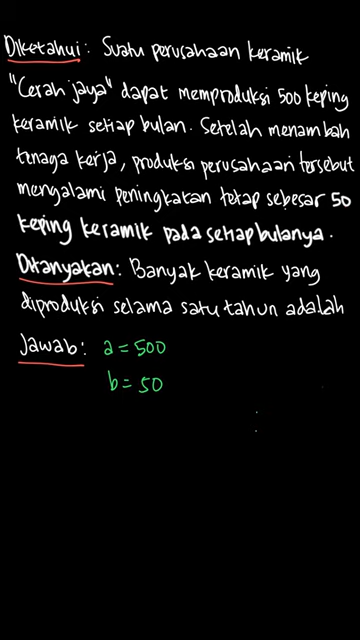 Diketahui: Suatu perusahaan keramik
"Cerah jaya" dapat memproduksi 500 keping
keramik setiap bulan. Setelah menambah
tenaga kerja, produksi perusahaan tersebut
mengalami peningkatan tetap sebesar 50
keping keramik pada setiap bulanya.
Ditanyakan: Banyak keramik yang
diproduksi selama satu tahun adalah
Jawab: a = 500
b = 50